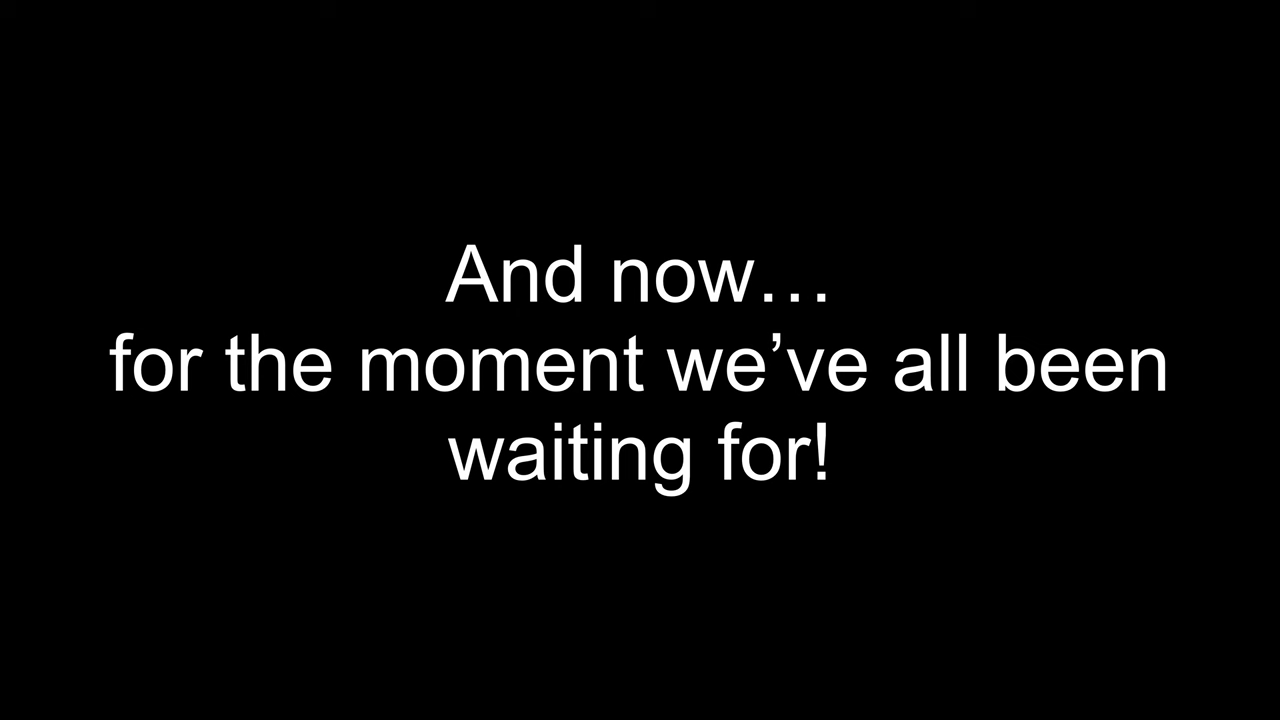 And now…
for the moment we’ve all been
waiting for!